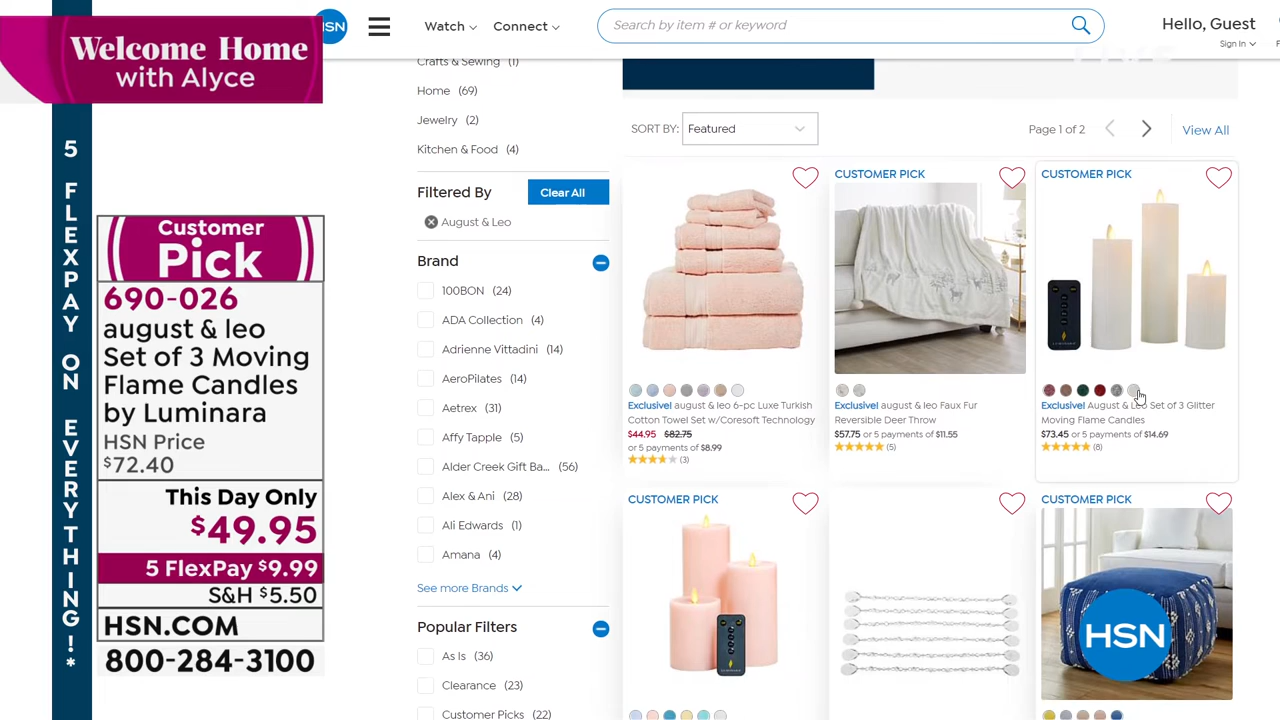 Welcome Home
with Alyce
5 FLEXPAY ON EVERYTHING!*
Customer
Pick
690-026
august & leo
Set of 3 Moving
Flame Candles
by Luminara
HSN Price
$72.40
This Day Only
$49.95
5 FlexPay $9.99
S&H $5.50
HSN.COM
800-284-3100
HSN
Watch
Connect
Search by item # or keyword
Hello, Guest
Sign In
LIVE
Crafts & Sewing (1)
Home (69)
Jewelry (2)
Kitchen & Food (4)
Filtered By
Clear All
August & Leo
Brand
100BON (24)
ADA Collection (4)
Adrienne Vittadini (14)
AeroPilates (14)
Aetrex (31)
Affy Tapple (5)
Alder Creek Gift Ba... (56)
Alex & Ani (28)
Ali Edwards (1)
Amana (4)
See more Brands
Popular Filters
As Is (36)
Clearance (23)
Customer Picks (22)
SORT BY: Featured
Page 1 of 2
View All
Exclusive! august & leo 6-pc Luxe Turkish
Cotton Towel Set w/Coresoft Technology
$44.95 $82.75
or 5 payments of $8.99
(3)
CUSTOMER PICK
Exclusive! august & leo Faux Fur
Reversible Deer Throw
$57.75 or 5 payments of $11.55
(5)
CUSTOMER PICK
Exclusive! August & Leo Set of 3 Glitter
Moving Flame Candles
$73.45 or 5 payments of $14.69
(8)
CUSTOMER PICK
CUSTOMER PICK
HSN